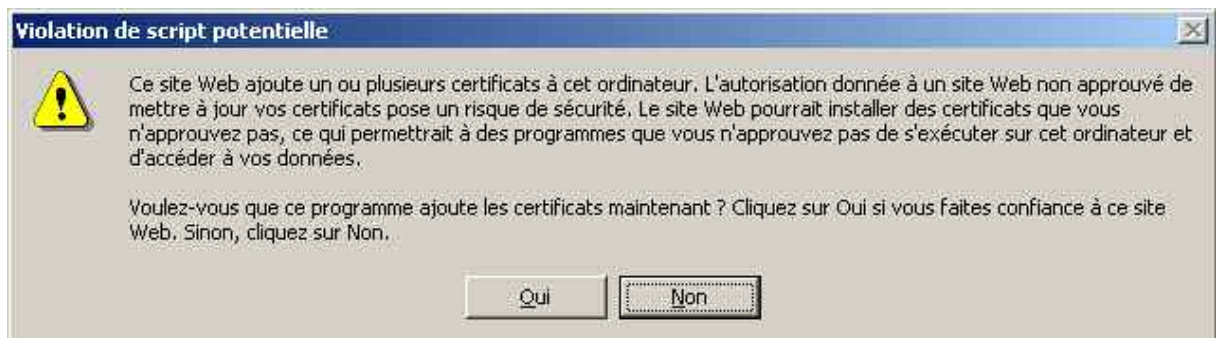 Violation de script potentielle
Ce site Web ajoute un ou plusieurs certificats à cet ordinateur. L'autorisation donnée à un site Web non approuvé de
mettre à jour vos certificats pose un risque de sécurité. Le site Web pourrait installer des certificats que vous
n'approuvez pas, ce qui permettrait à des programmes que vous n'approuvez pas de s'exécuter sur cet ordinateur et
d'accéder à vos données.
Voulez-vous que ce programme ajoute les certificats maintenant ? Cliquez sur Oui si vous faites confiance à ce site
Web. Sinon, cliquez sur Non.
Oui Non